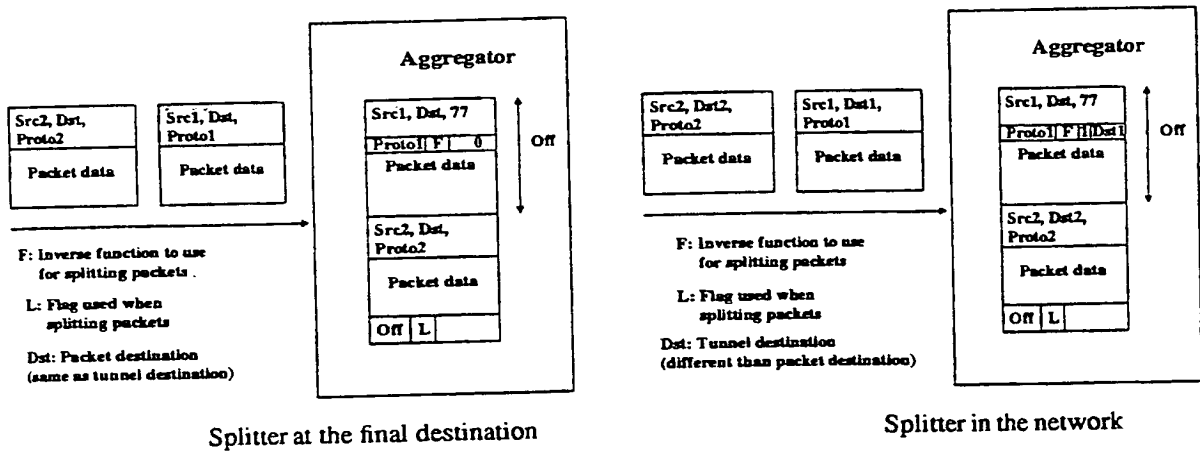 Aggregator
Src2, Dst,
Proto2
Packet data
Src1, Dst,
Proto1
Packet data
Src1, Dst, 77
Proto1 F 0
Packet data
Off
Src2, Dst,
Proto2
Packet data
Off L
F: Inverse function to use
for splitting packets .
L: Flag used when
splitting packets
Dst: Packet destination
(same as tunnel destination)
Splitter at the final destination
Aggregator
Src2, Dst2,
Proto2
Packet data
Src1, Dst1,
Proto1
Packet data
Src1, Dst, 77
Proto1 F 1 Dst1
Packet data
Off
Src2, Dst2,
Proto2
Packet data
Off L
F: Inverse function to use
for splitting packets
L: Flag used when
splitting packets
Dst: Tunnel destination
(different than packet destination)
Splitter in the network